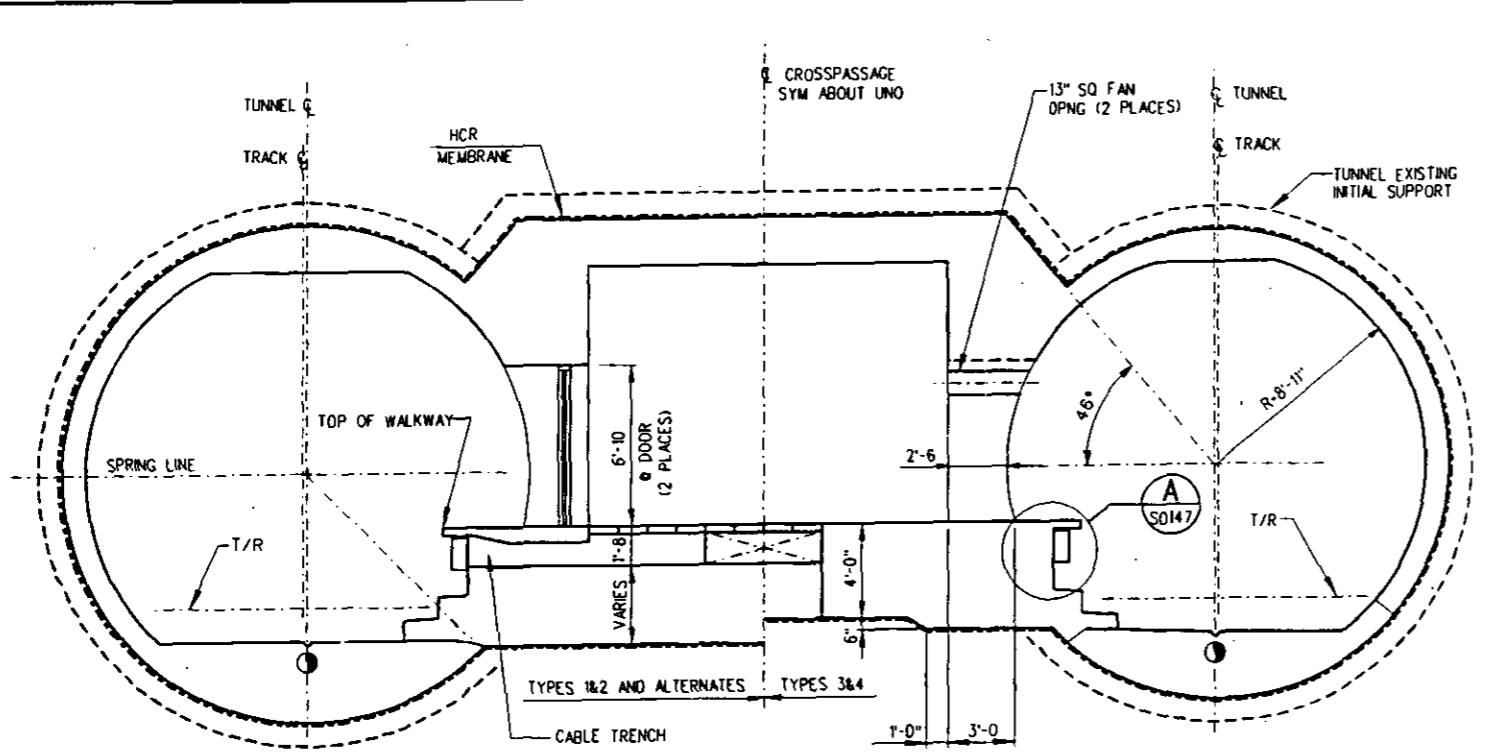 ℄ CROSSPASSAGE
SYM ABOUT UNO
TUNNEL ℄
TRACK ℄
HCR
MEMBRANE
13" SQ FAN
OPNG (2 PLACES)
℄ TUNNEL
℄ TRACK
TUNNEL EXISTING
INITIAL SUPPORT
TOP OF WALKWAY
SPRING LINE
6'-10
@ DOOR
(2 PLACES)
46°
R=8'-11"
2'-6
A
SO147
T/R
T/R
1'-8
VARIES
4'-0"
6"
TYPES 1&2 AND ALTERNATES
TYPES 3&4
CABLE TRENCH
1'-0"
3'-0